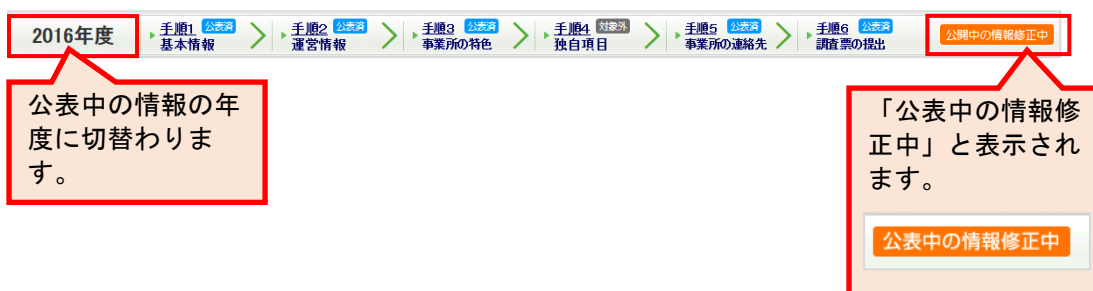 2016年度
手順1 公表済
基本情報
手順2 公表済
運営情報
手順3 公表済
事業所の特色
手順4 対象外
独自項目
手順5 公表済
事業所の連絡先
手順6 公表済
調査票の提出
公開中の情報修正中
公表中の情報の年
度に切替わりま
す。
「公表中の情報修
正中」と表示され
ます。
公表中の情報修正中